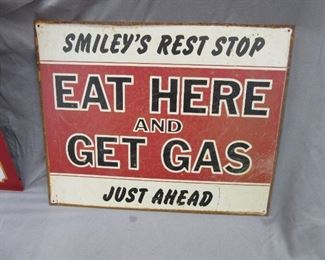 SMILEY'S REST STOP
EAT HERE
AND
GET GAS
JUST AHEAD